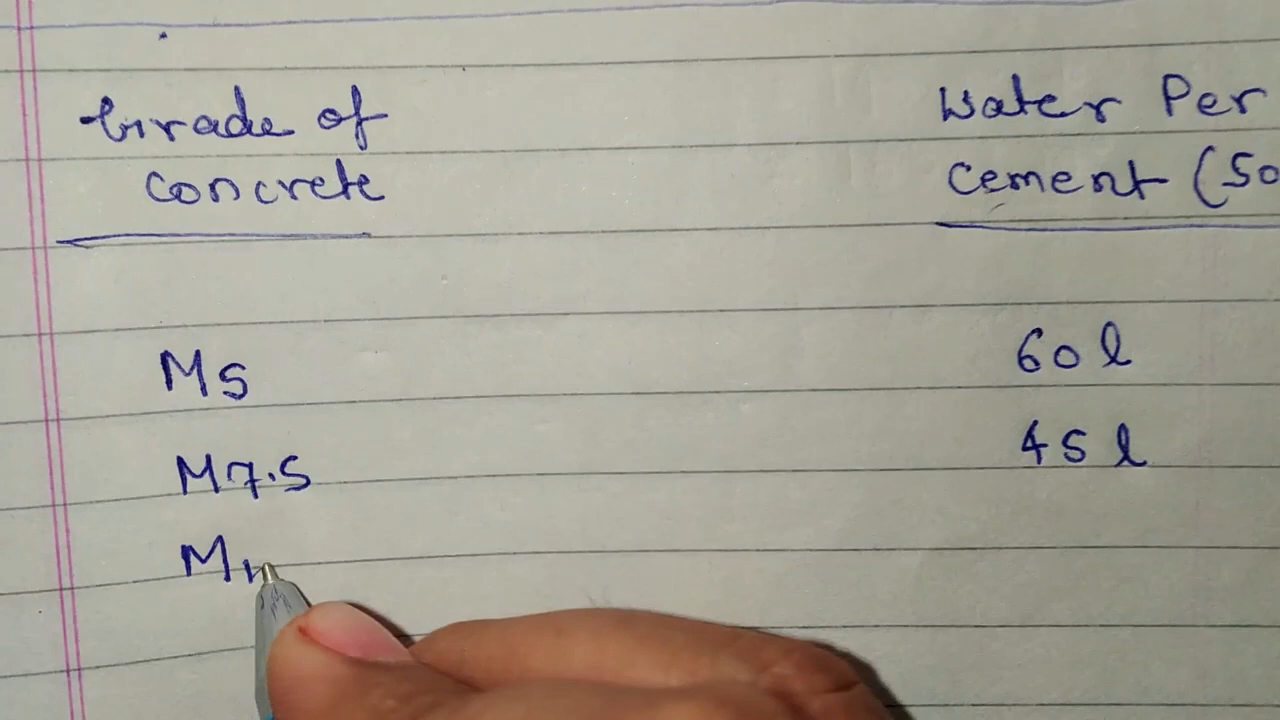 Grade of
concrete
Water Per
cement (50
M5
60 l
M7.5
45 l
M1